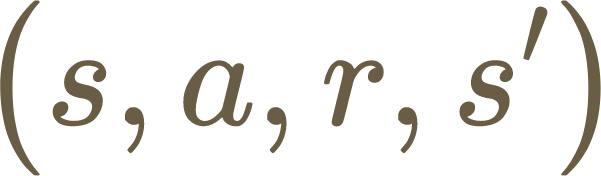 (s, a, r, s′)